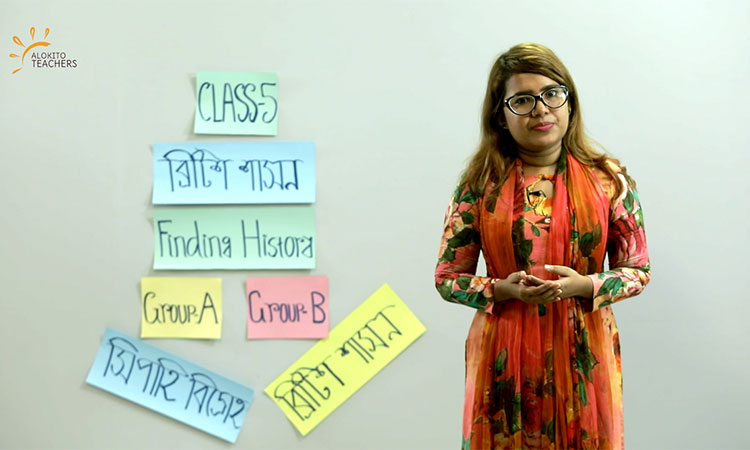 ALOKITO
TEACHERS
CLASS-5
ব্রিটিশ শাসন
Finding History
Group-A
Group-B
সিপাহি বিদ্রোহ
ব্রিটিশ শাসন